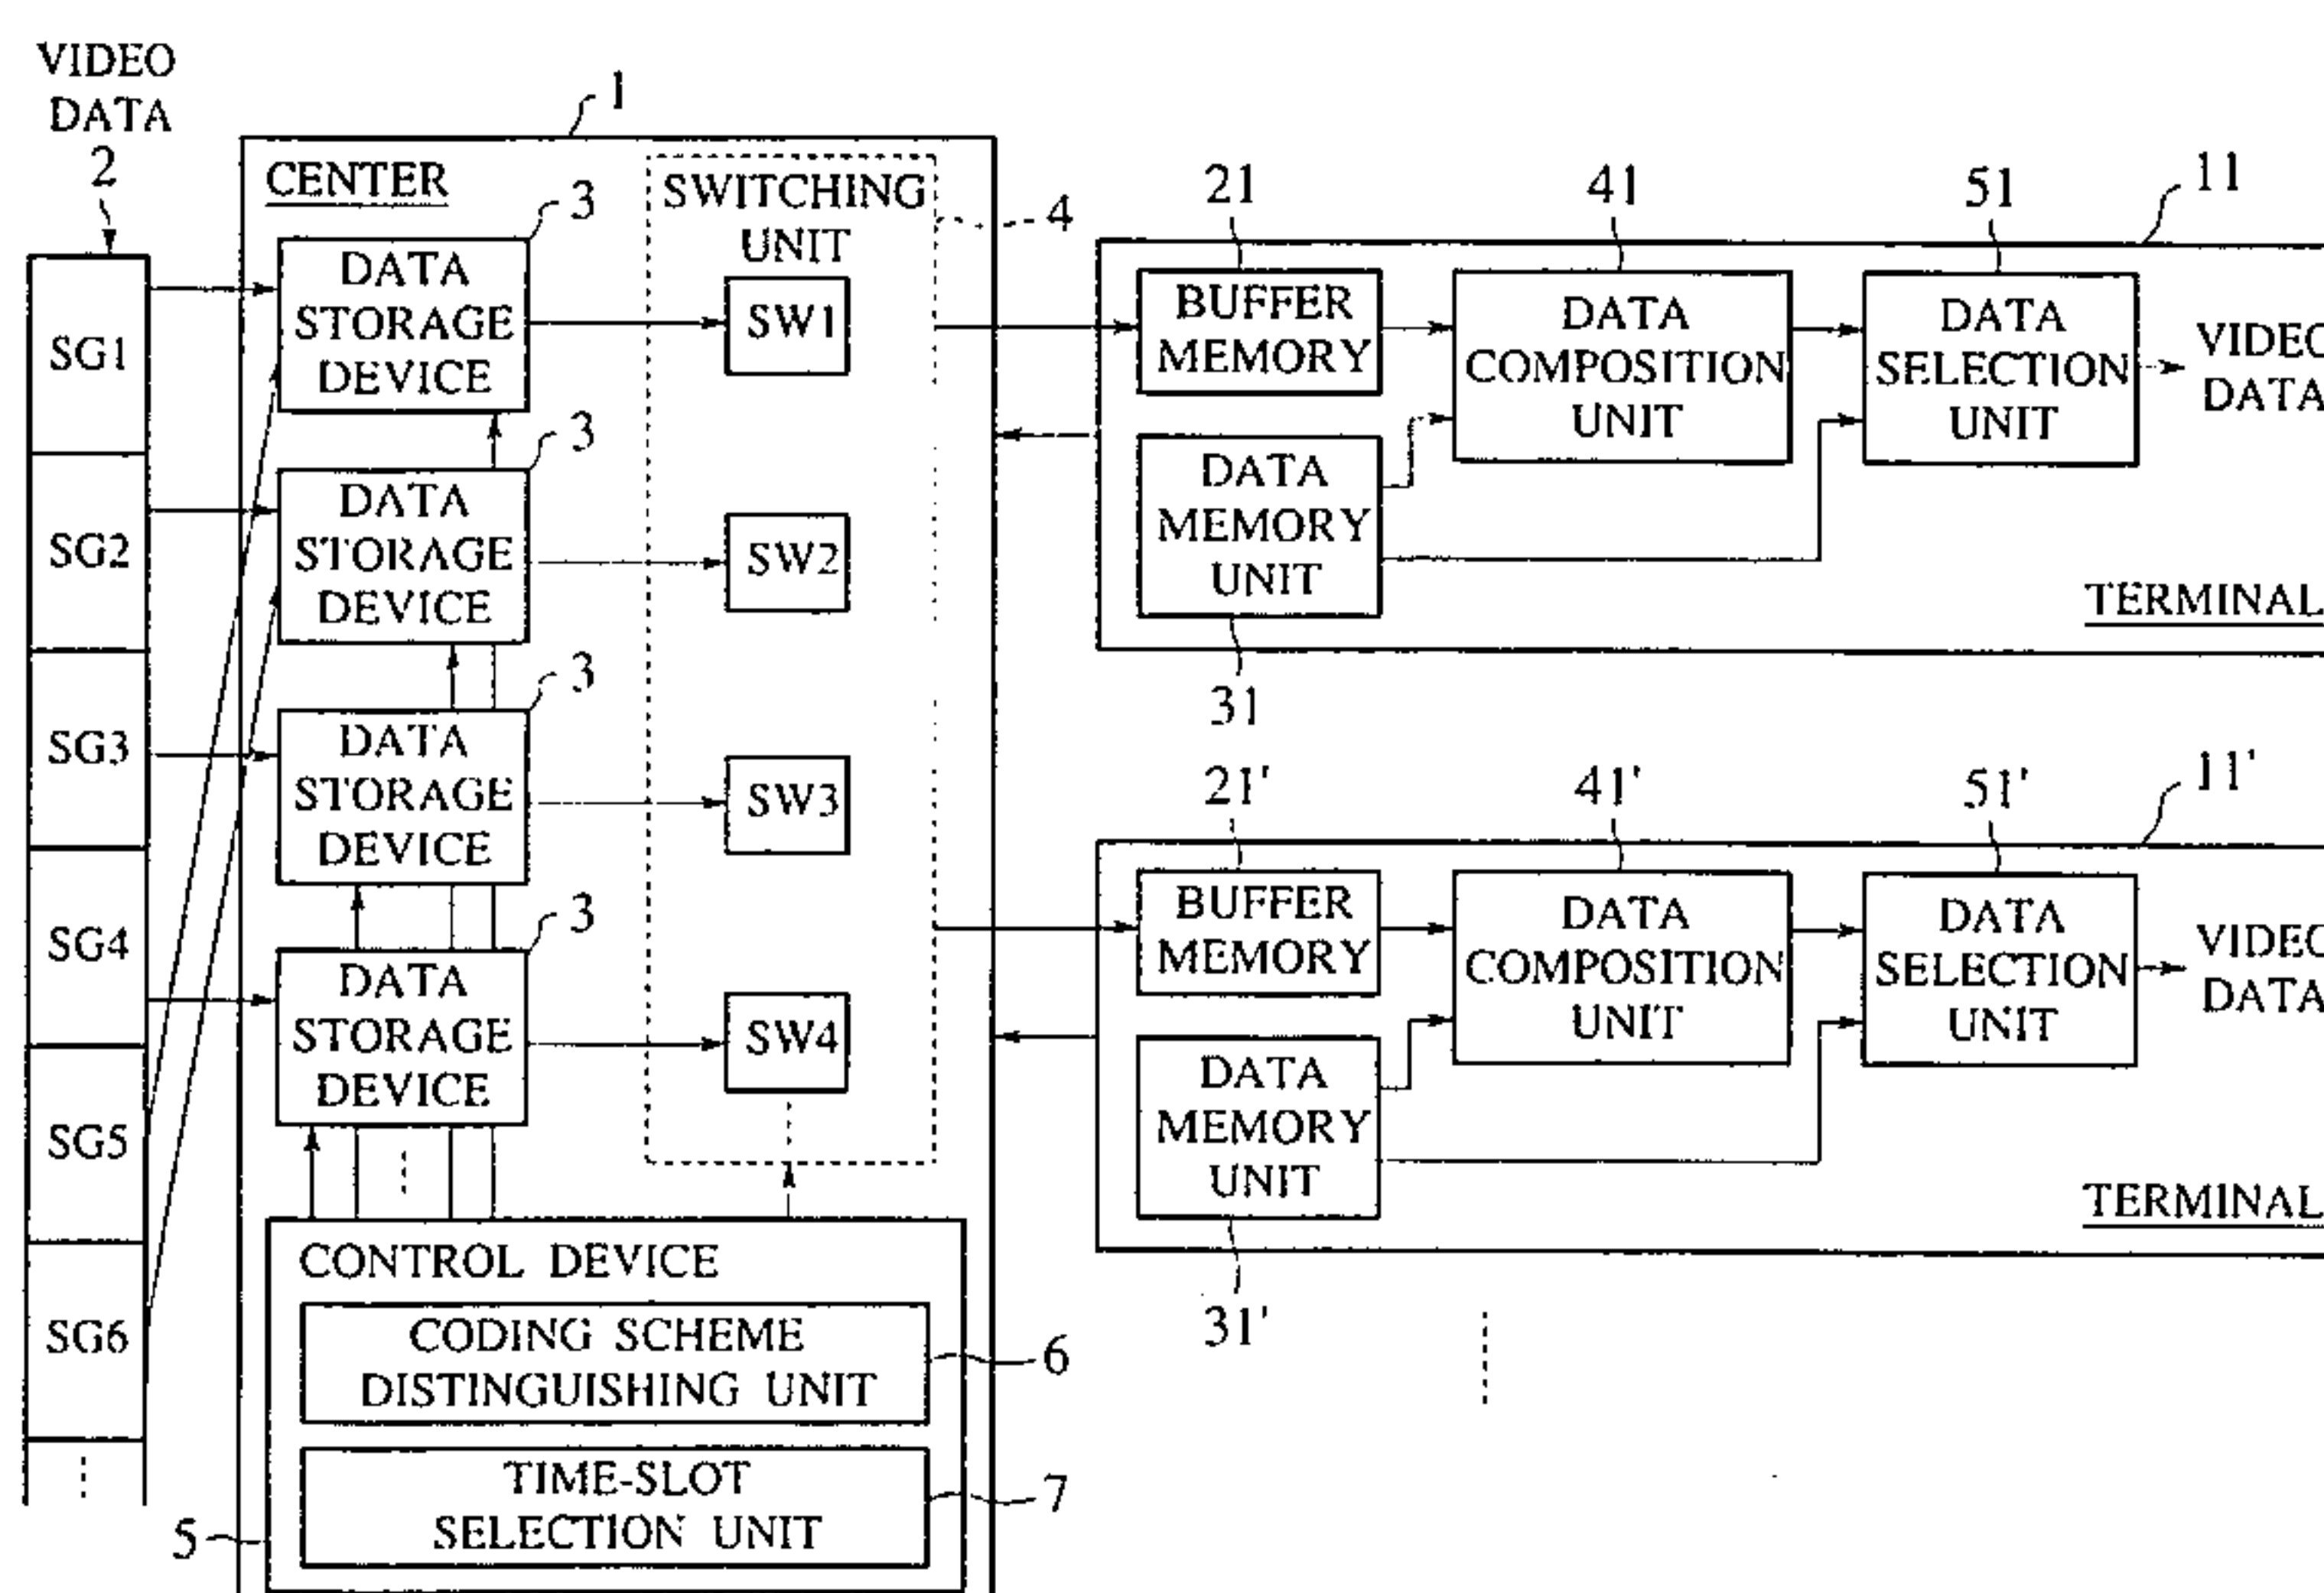 VIDEO
DATA
2
SG1
SG2
SG3
SG4
SG5
SG6
1
CENTER
3
DATA
STORAGE
DEVICE
3
DATA
STORAGE
DEVICE
3
DATA
STORAGE
DEVICE
3
DATA
STORAGE
DEVICE
SWITCHING
UNIT
4
SW1
SW2
SW3
SW4
CONTROL DEVICE
CODING SCHEME
DISTINGUISHING UNIT
6
TIME-SLOT
SELECTION UNIT
7
5
11
21
BUFFER
MEMORY
41
DATA
COMPOSITION
UNIT
51
DATA
SELECTION
UNIT
VIDEO
DATA
DATA
MEMORY
UNIT
31
TERMINAL
11'
21'
BUFFER
MEMORY
41'
DATA
COMPOSITION
UNIT
51'
DATA
SELECTION
UNIT
VIDEO
DATA
DATA
MEMORY
UNIT
31'
TERMINAL